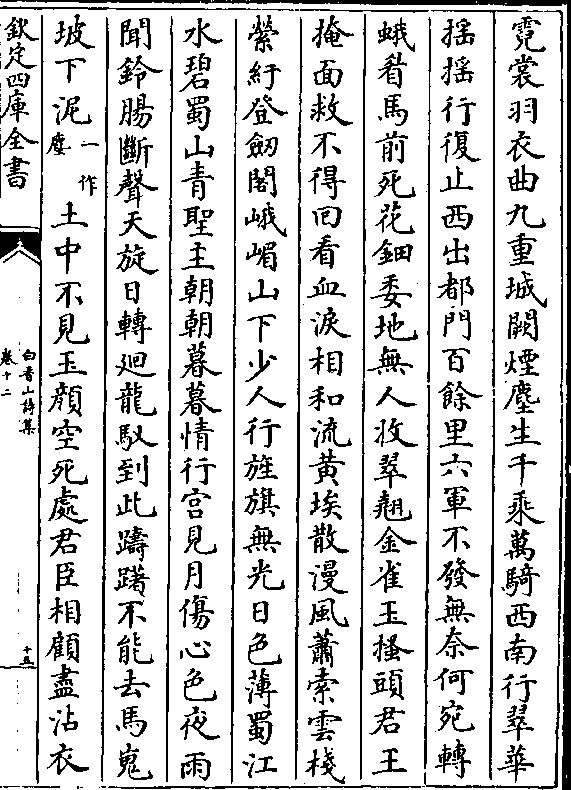 霓裳羽衣曲九重城闕煙塵生千乘萬騎西南行翠華
揺揺行復止西出都門百餘里六軍不發無奈何宛轉
蛾眉馬前死花鈿委地無人收翠翹金雀玉搔頭君王
掩面救不得回看血淚相和流黄埃散漫風蕭索雲棧
縈紆登劒閣峨嵋山下少人行旌旗無光日色薄蜀江
水碧蜀山青聖主朝朝暮暮情行宫見月傷心色夜雨
聞鈴腸斷聲天旋日轉廻龍馭到此躊躇不能去馬嵬
坡下泥一作塵土中不見玉顔空死處君臣相顧盡沾衣
欽定四庫全書
白香山詩集
卷十二
十五